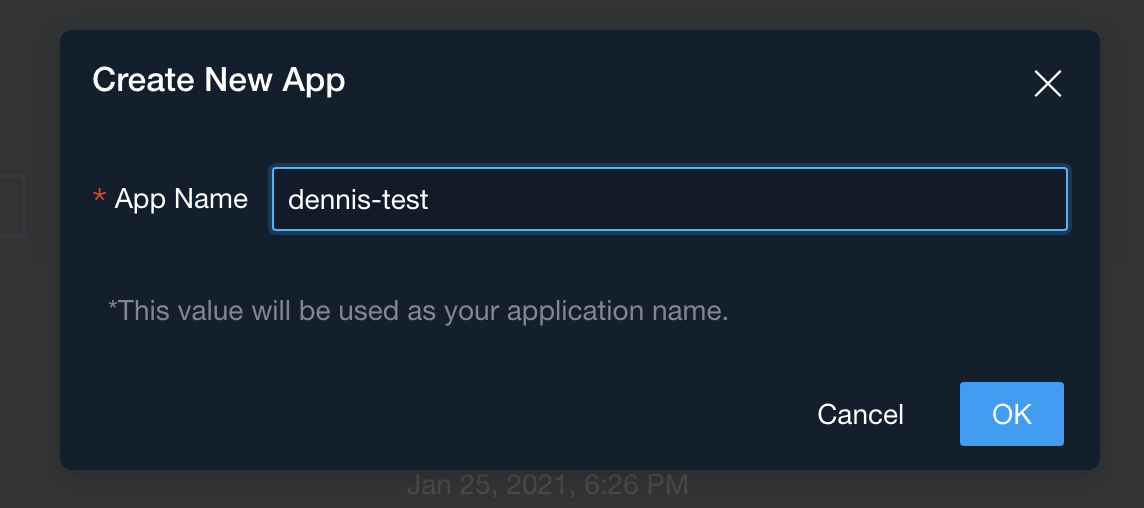 Create New App
* App Name dennis-test
*This value will be used as your application name.
Cancel OK
Jan 25, 2021, 6:26 PM